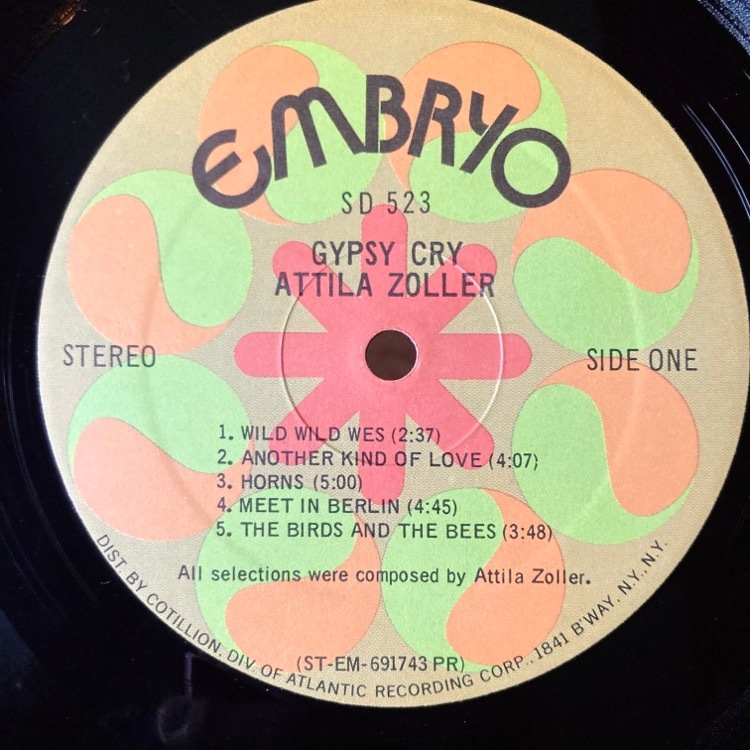 EMBRYO
SD 523
GYPSY CRY
ATTILA ZOLLER
STEREO
SIDE ONE
1. WILD WILD WES (2:37)
2. ANOTHER KIND OF LOVE (4:07)
3. HORNS (5:00)
4. MEET IN BERLIN (4:45)
5. THE BIRDS AND THE BEES (3:48)
All selections were composed by Attila Zoller.
(ST-EM-691743 PR)
DIST. BY COTILLION, DIV. OF ATLANTIC RECORDING CORP., 1841 B'WAY, N.Y., N.Y.